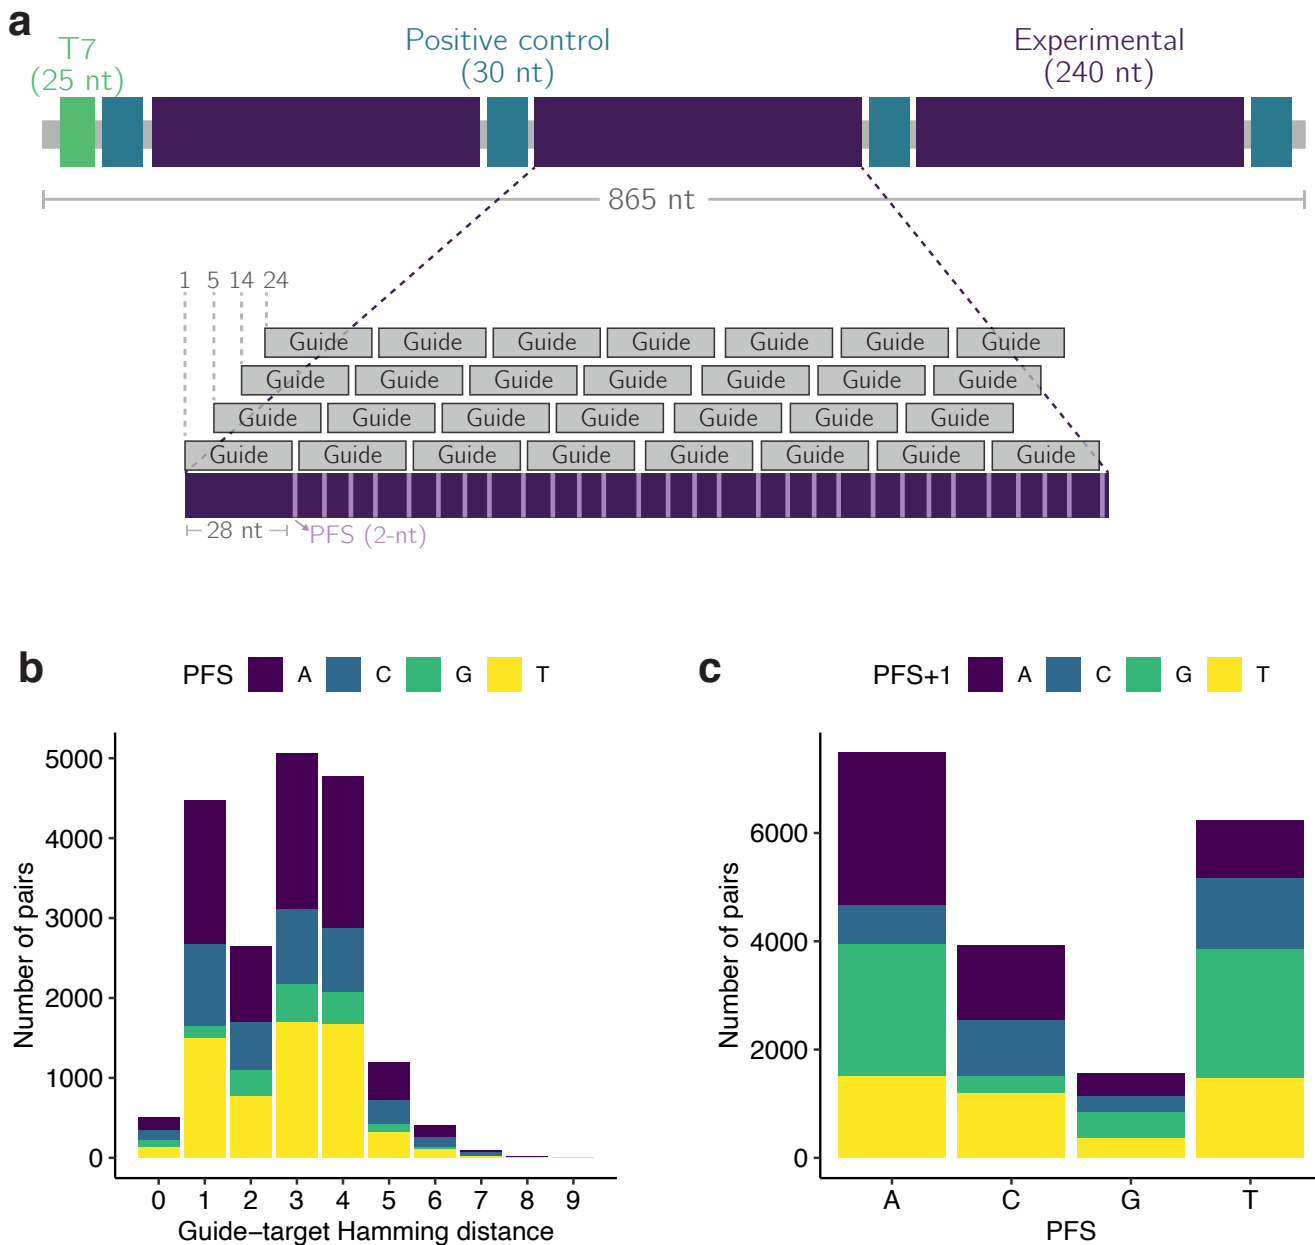 a
T7
(25 nt)
Positive control
(30 nt)
Experimental
(240 nt)
865 nt
1 5 14 24
Guide Guide Guide Guide Guide Guide Guide
Guide Guide Guide Guide Guide Guide Guide
Guide Guide Guide Guide Guide Guide Guide
Guide Guide Guide Guide Guide Guide Guide Guide
28 nt
PFS (2-nt)
b
PFS A C G T
Number of pairs
5000
4000
3000
2000
1000
0
0 1 2 3 4 5 6 7 8 9
Guide−target Hamming distance
c
PFS+1 A C G T
Number of pairs
6000
4000
2000
0
A C G T
PFS